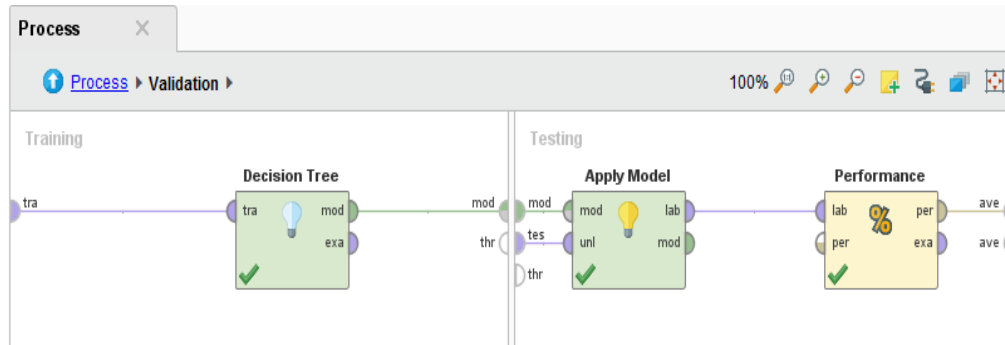 Process
Process Validation
100%
Training
Testing
Decision Tree
Apply Model
Performance
tra
tra
mod
mod
mod
mod
lab
lab
per
ave
exa
thr
tes
unl
mod
per
exa
ave
thr